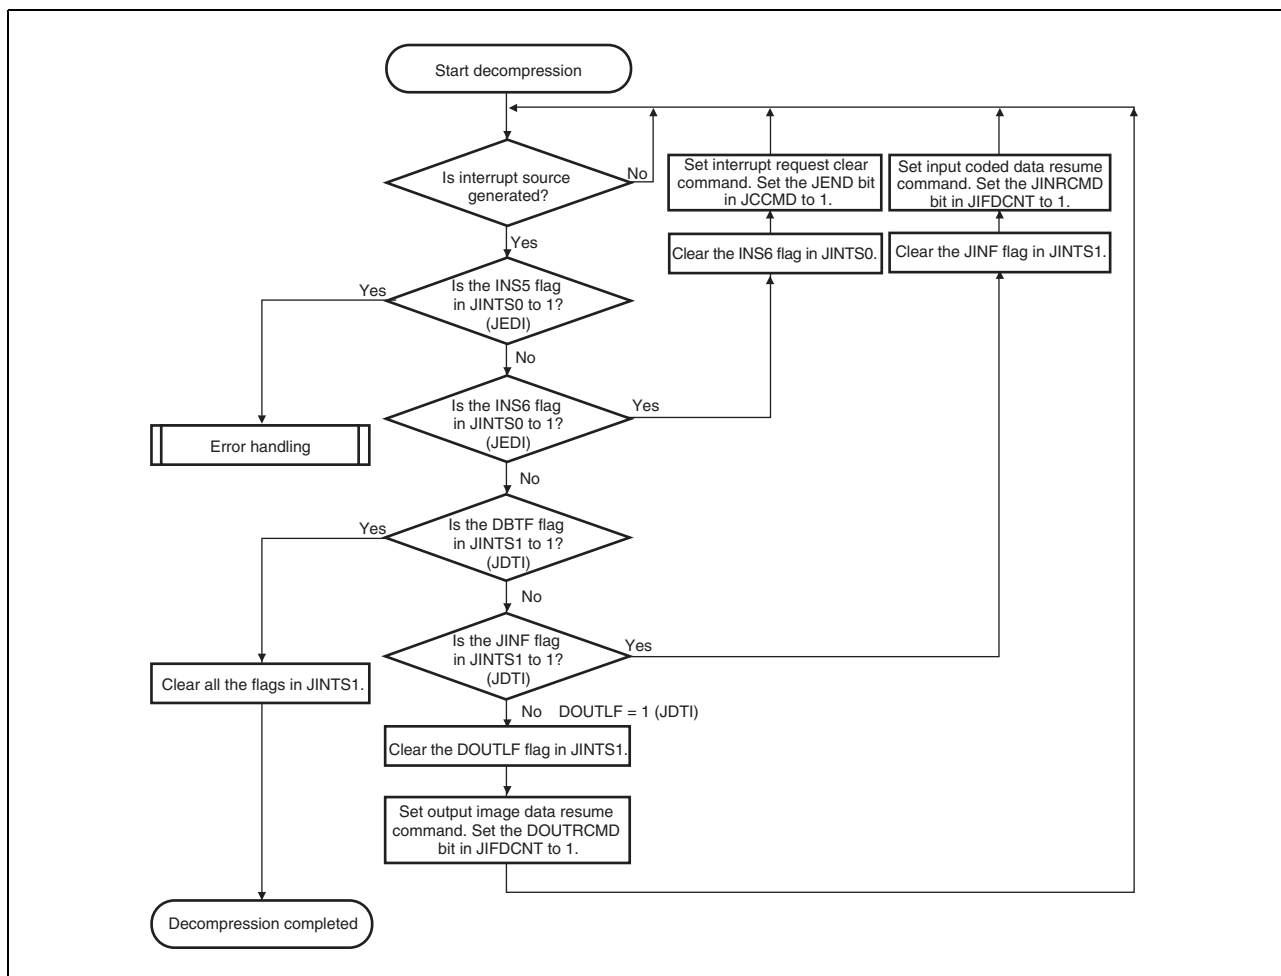 Start decompression
Is interrupt source
generated?
No
Yes
Set interrupt request clear
command. Set the JEND bit
in JCCMD to 1.
Set input coded data resume
command. Set the JINRCMD
bit in JIFDCNT to 1.
Clear the INS6 flag in JINTS0.
Clear the JINF flag in JINTS1.
Is the INS5 flag
in JINTS0 to 1?
(JEDI)
Yes
No
Is the INS6 flag
in JINTS0 to 1?
(JEDI)
Yes
No
Error handling
Is the DBTF flag
in JINTS1 to 1?
(JDTI)
Yes
No
Is the JINF flag
in JINTS1 to 1?
(JDTI)
Yes
No DOUTLF = 1 (JDTI)
Clear all the flags in JINTS1.
Clear the DOUTLF flag in JINTS1.
Set output image data resume
command. Set the DOUTRCMD
bit in JIFDCNT to 1.
Decompression completed